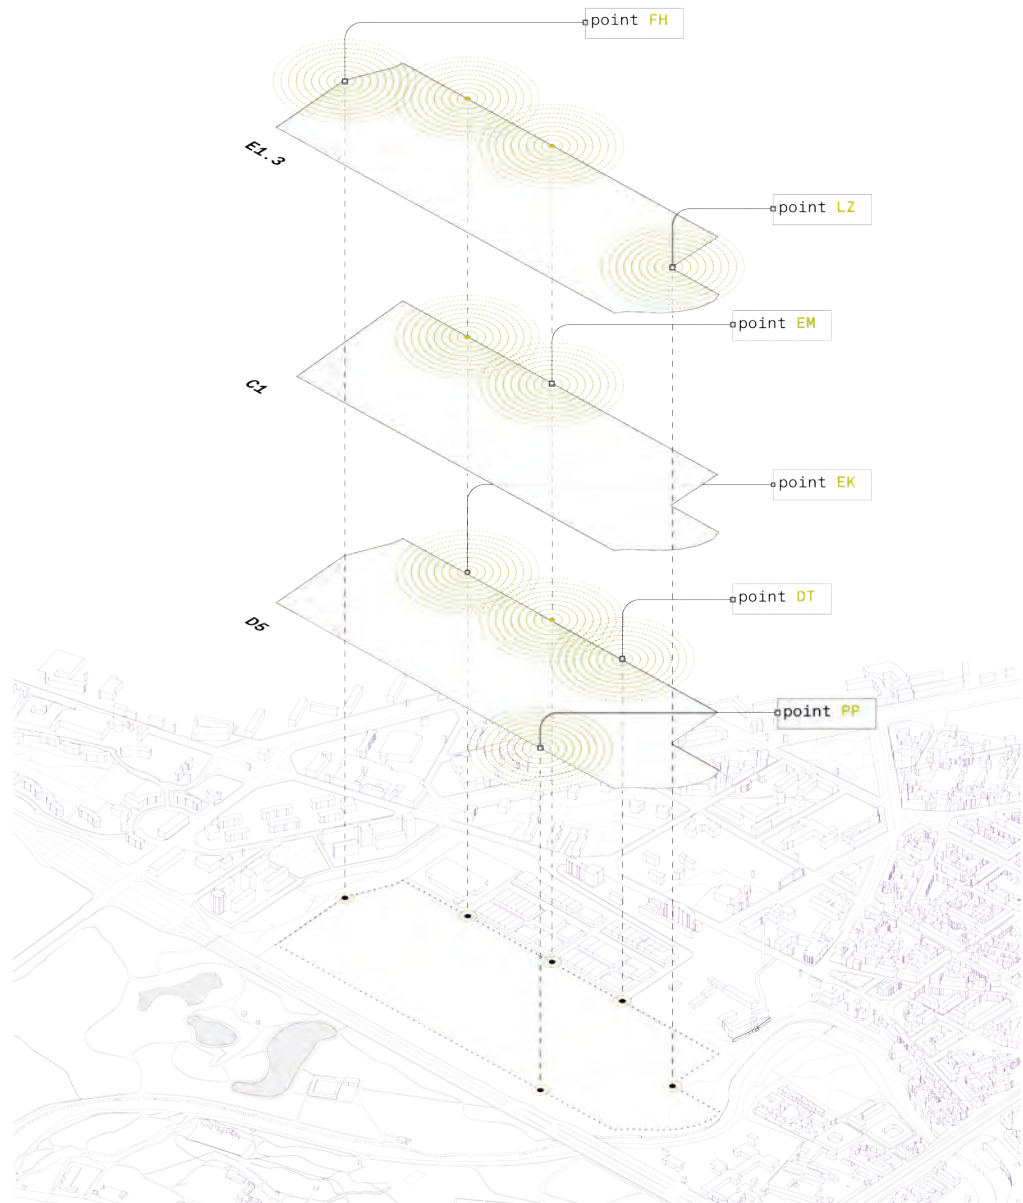 point FH
E1.3
point LZ
point EM
C1
point EK
point DT
D5
point PP